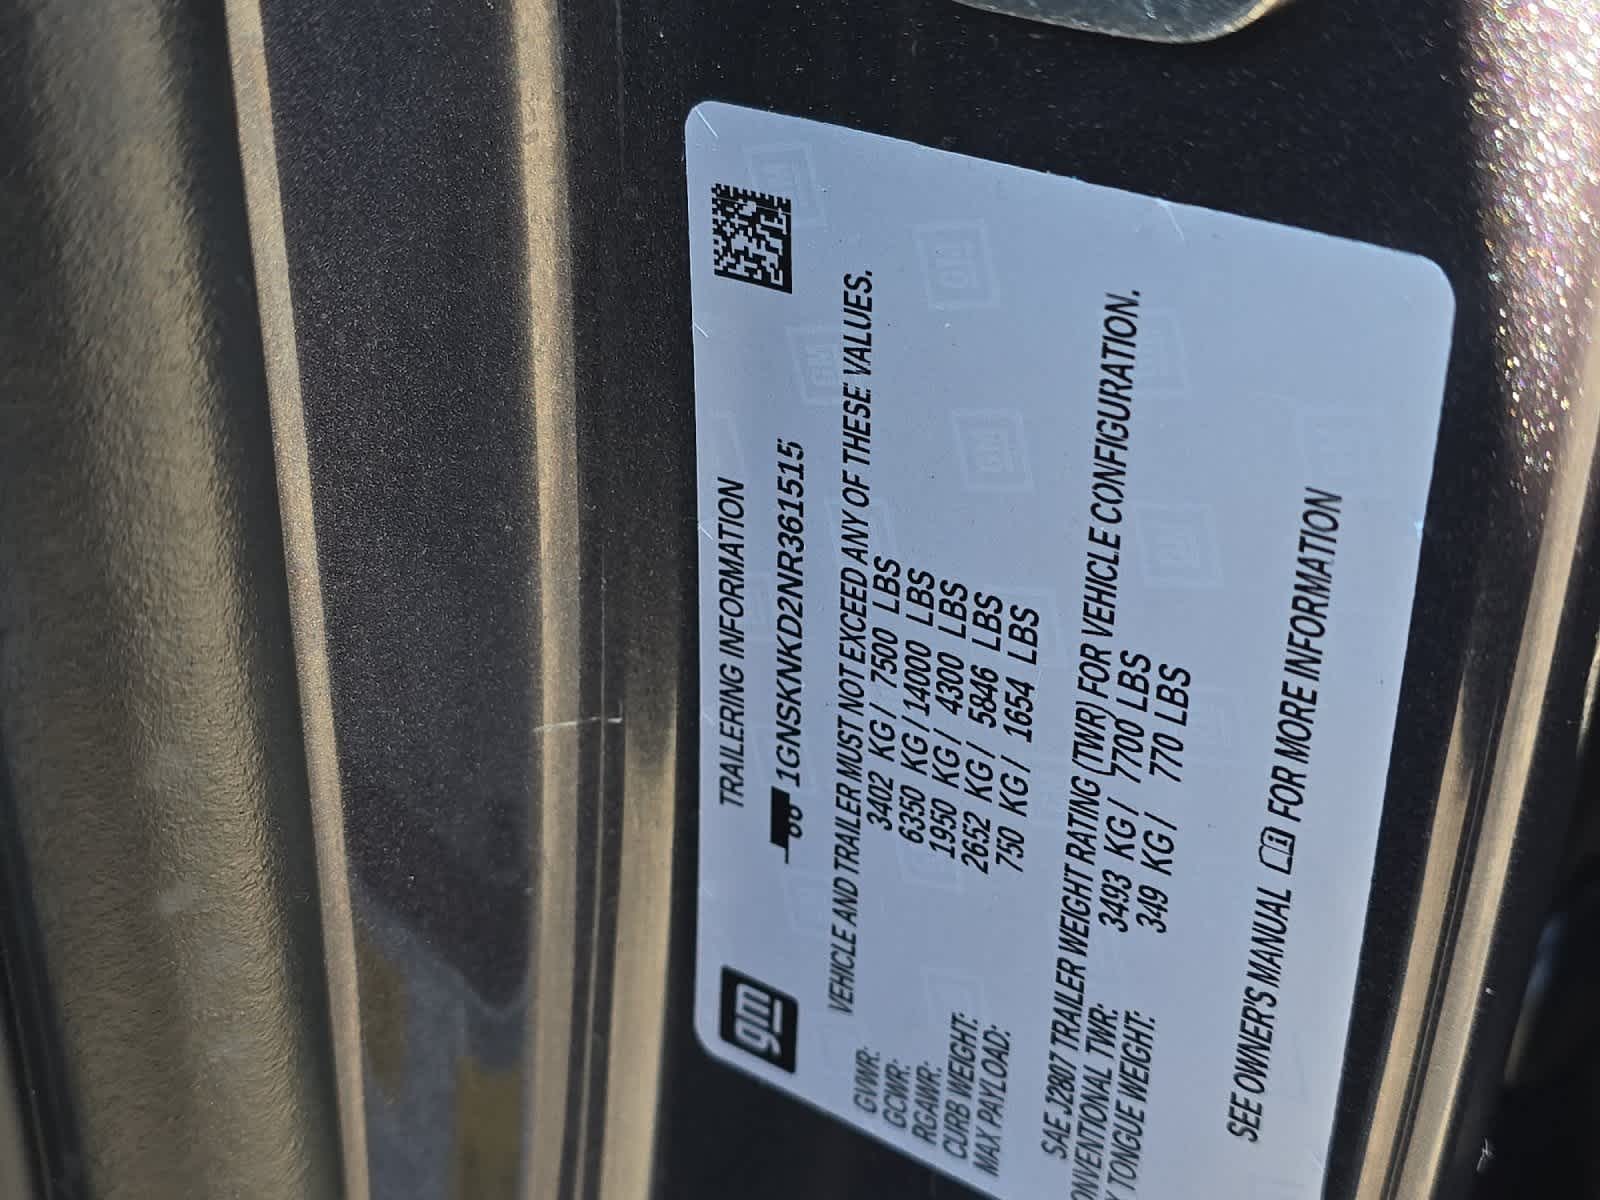 gm
TRAILERING INFORMATION
1GNSKNKD2NR361515
VEHICLE AND TRAILER MUST NOT EXCEED ANY OF THESE VALUES.
GVWR: 3402 KG / 7500 LBS
GCWR: 6350 KG / 14000 LBS
RGAWR: 1950 KG / 4300 LBS
CURB WEIGHT: 2652 KG / 5846 LBS
MAX PAYLOAD: 750 KG / 1654 LBS
SAE J2807 TRAILER WEIGHT RATING (TWR) FOR VEHICLE CONFIGURATION.
ONVENTIONAL TWR: 3493 KG / 7700 LBS
TONGUE WEIGHT: 349 KG / 770 LBS
SEE OWNER'S MANUAL FOR MORE INFORMATION